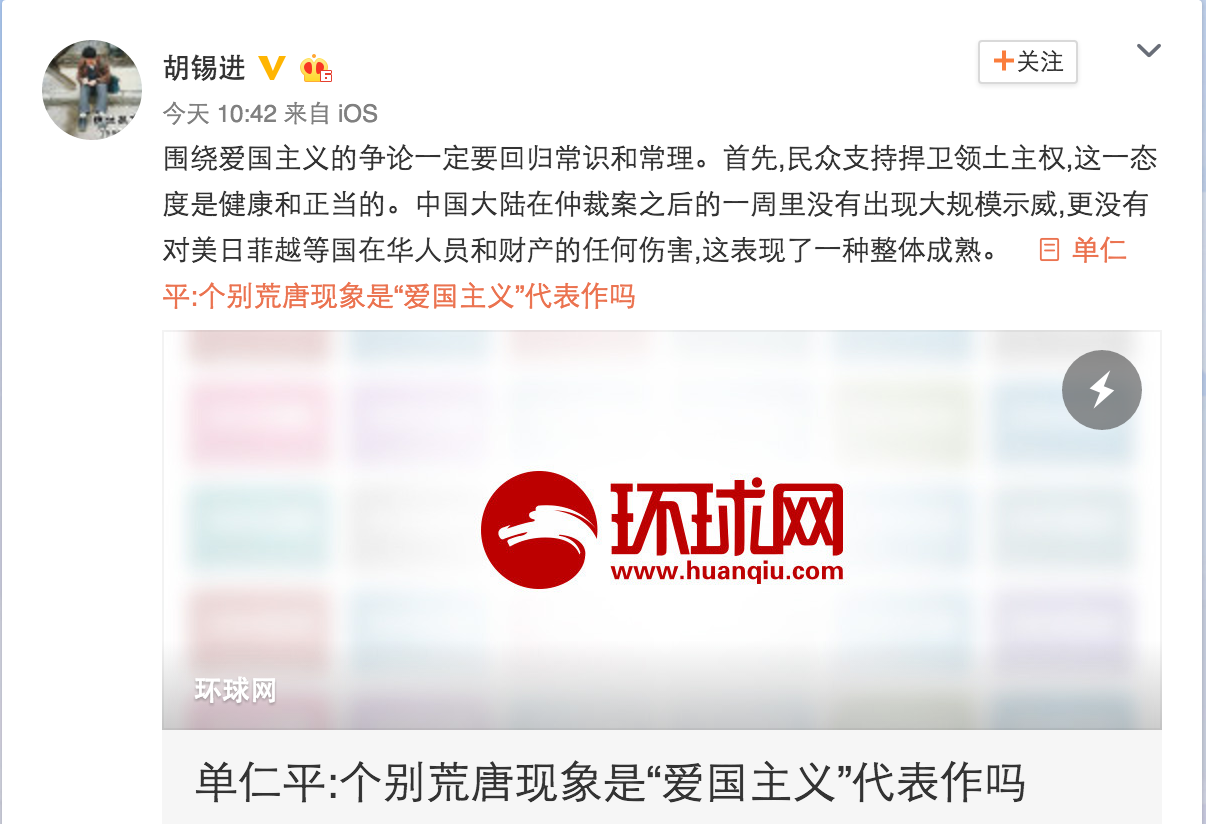 胡锡进
+关注
今天 10:42 来自 iOS
围绕爱国主义的争论一定要回归常识和常理。首先,民众支持捍卫领土主权,这一态
度是健康和正当的。中国大陆在仲裁案之后的一周里没有出现大规模示威,更没有
对美日菲越等国在华人员和财产的任何伤害,这表现了一种整体成熟。 单仁
平:个别荒唐现象是“爱国主义”代表作吗
环球网
www.huanqiu.com
环球网
单仁平:个别荒唐现象是“爱国主义”代表作吗